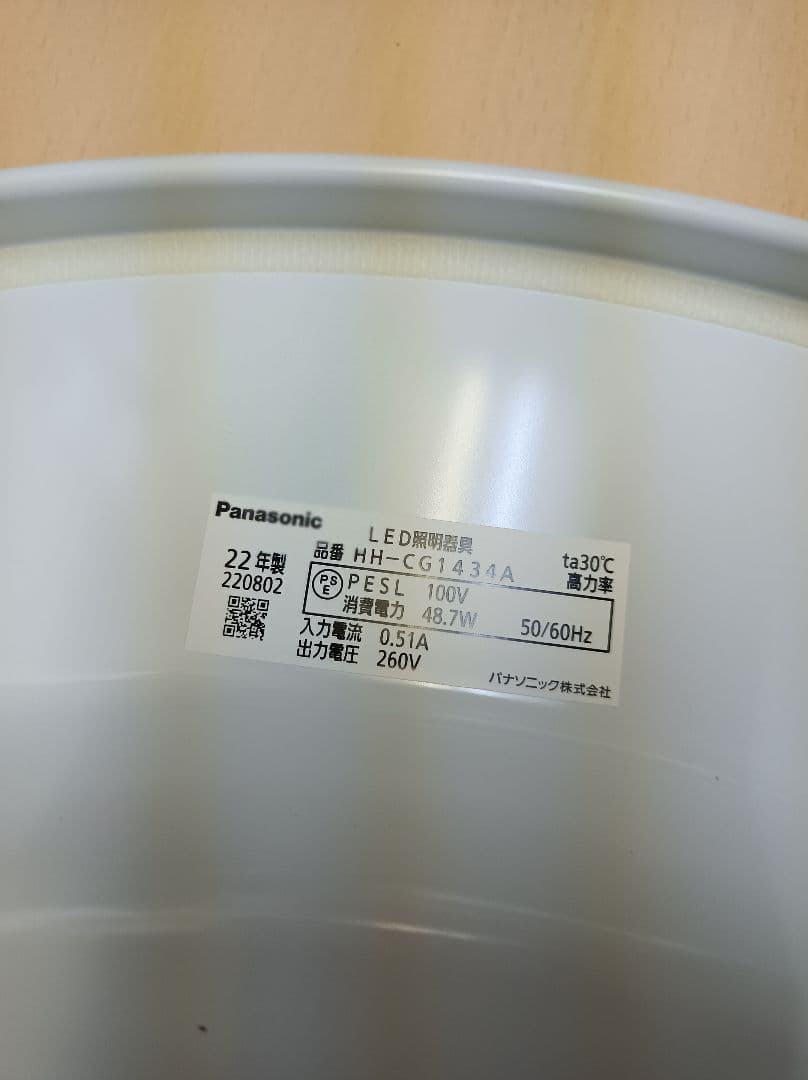 Panasonic
LED照明器具
22年製
220802
品番 HH-CG1434A
ta30℃
高力率
PSE PESL 100V
消費電力 48.7W 50/60Hz
入力電流 0.51A
出力電圧 260V
パナソニック株式会社